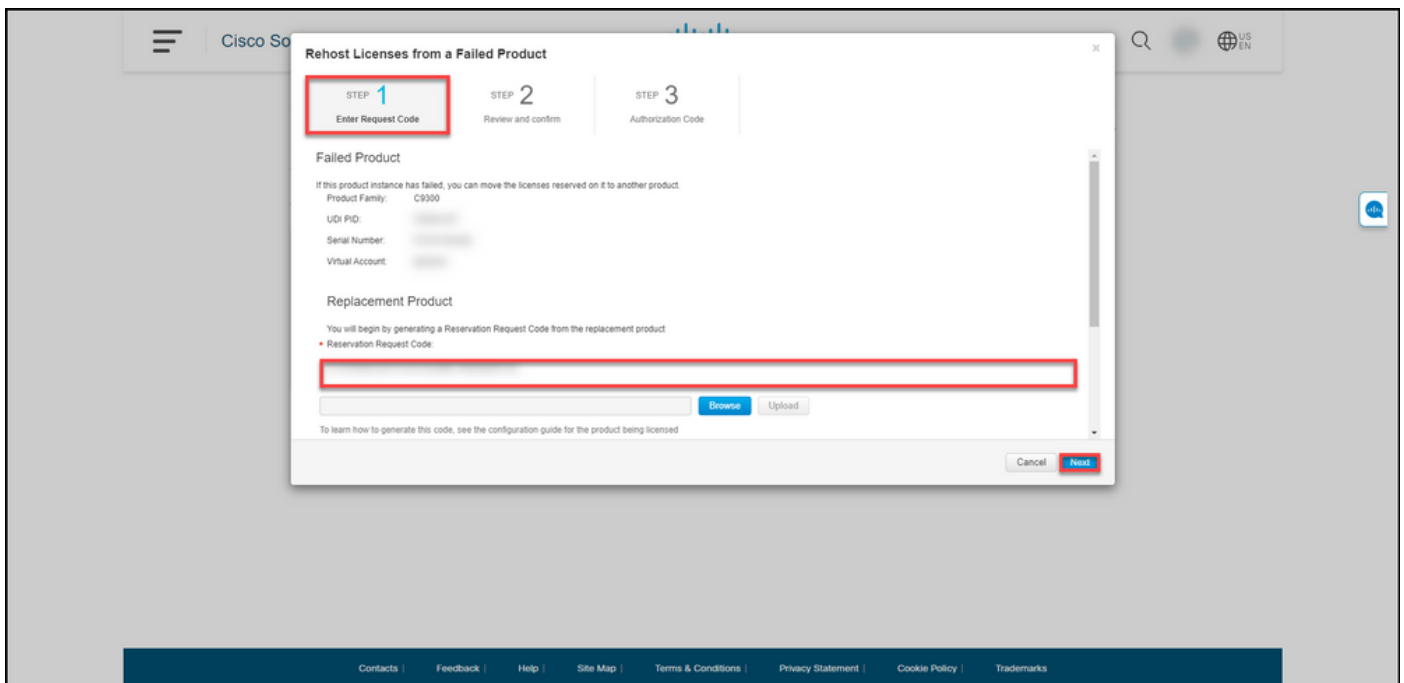 Cisco So
US
EN
Rehost Licenses from a Failed Product
×
STEP 1
Enter Request Code
STEP 2
Review and confirm
STEP 3
Authorization Code
Failed Product
If this product instance has failed, you can move the licenses reserved on it to another product.
Product Family: C9300
UDI PID:
Serial Number:
Virtual Account:
Replacement Product
You will begin by generating a Reservation Request Code from the replacement product
* Reservation Request Code:
Browse Upload
To learn how to generate this code, see the configuration guide for the product being licensed
Cancel Next
Contacts | Feedback | Help | Site Map | Terms & Conditions | Privacy Statement | Cookie Policy | Trademarks